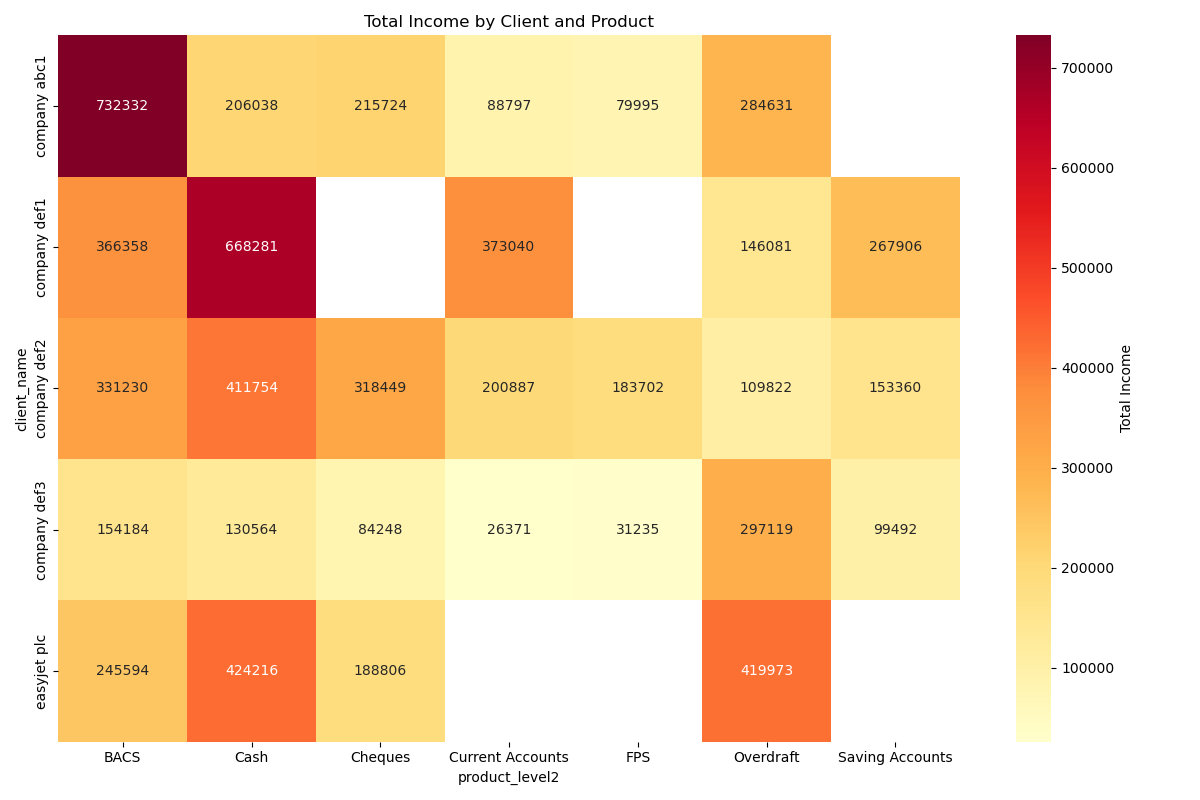 Total Income by Client and Product
client_name
company abc1
732332 206038 215724 88797 79995 284631
company def1
366358 668281 373040 146081 267906
company def2
331230 411754 318449 200887 183702 109822 153360
company def3
154184 130564 84248 26371 31235 297119 99492
easyjet plc
245594 424216 188806 419973
BACS Cash Cheques Current Accounts FPS Overdraft Saving Accounts
product_level2
700000
600000
500000
400000
300000
200000
100000
Total Income